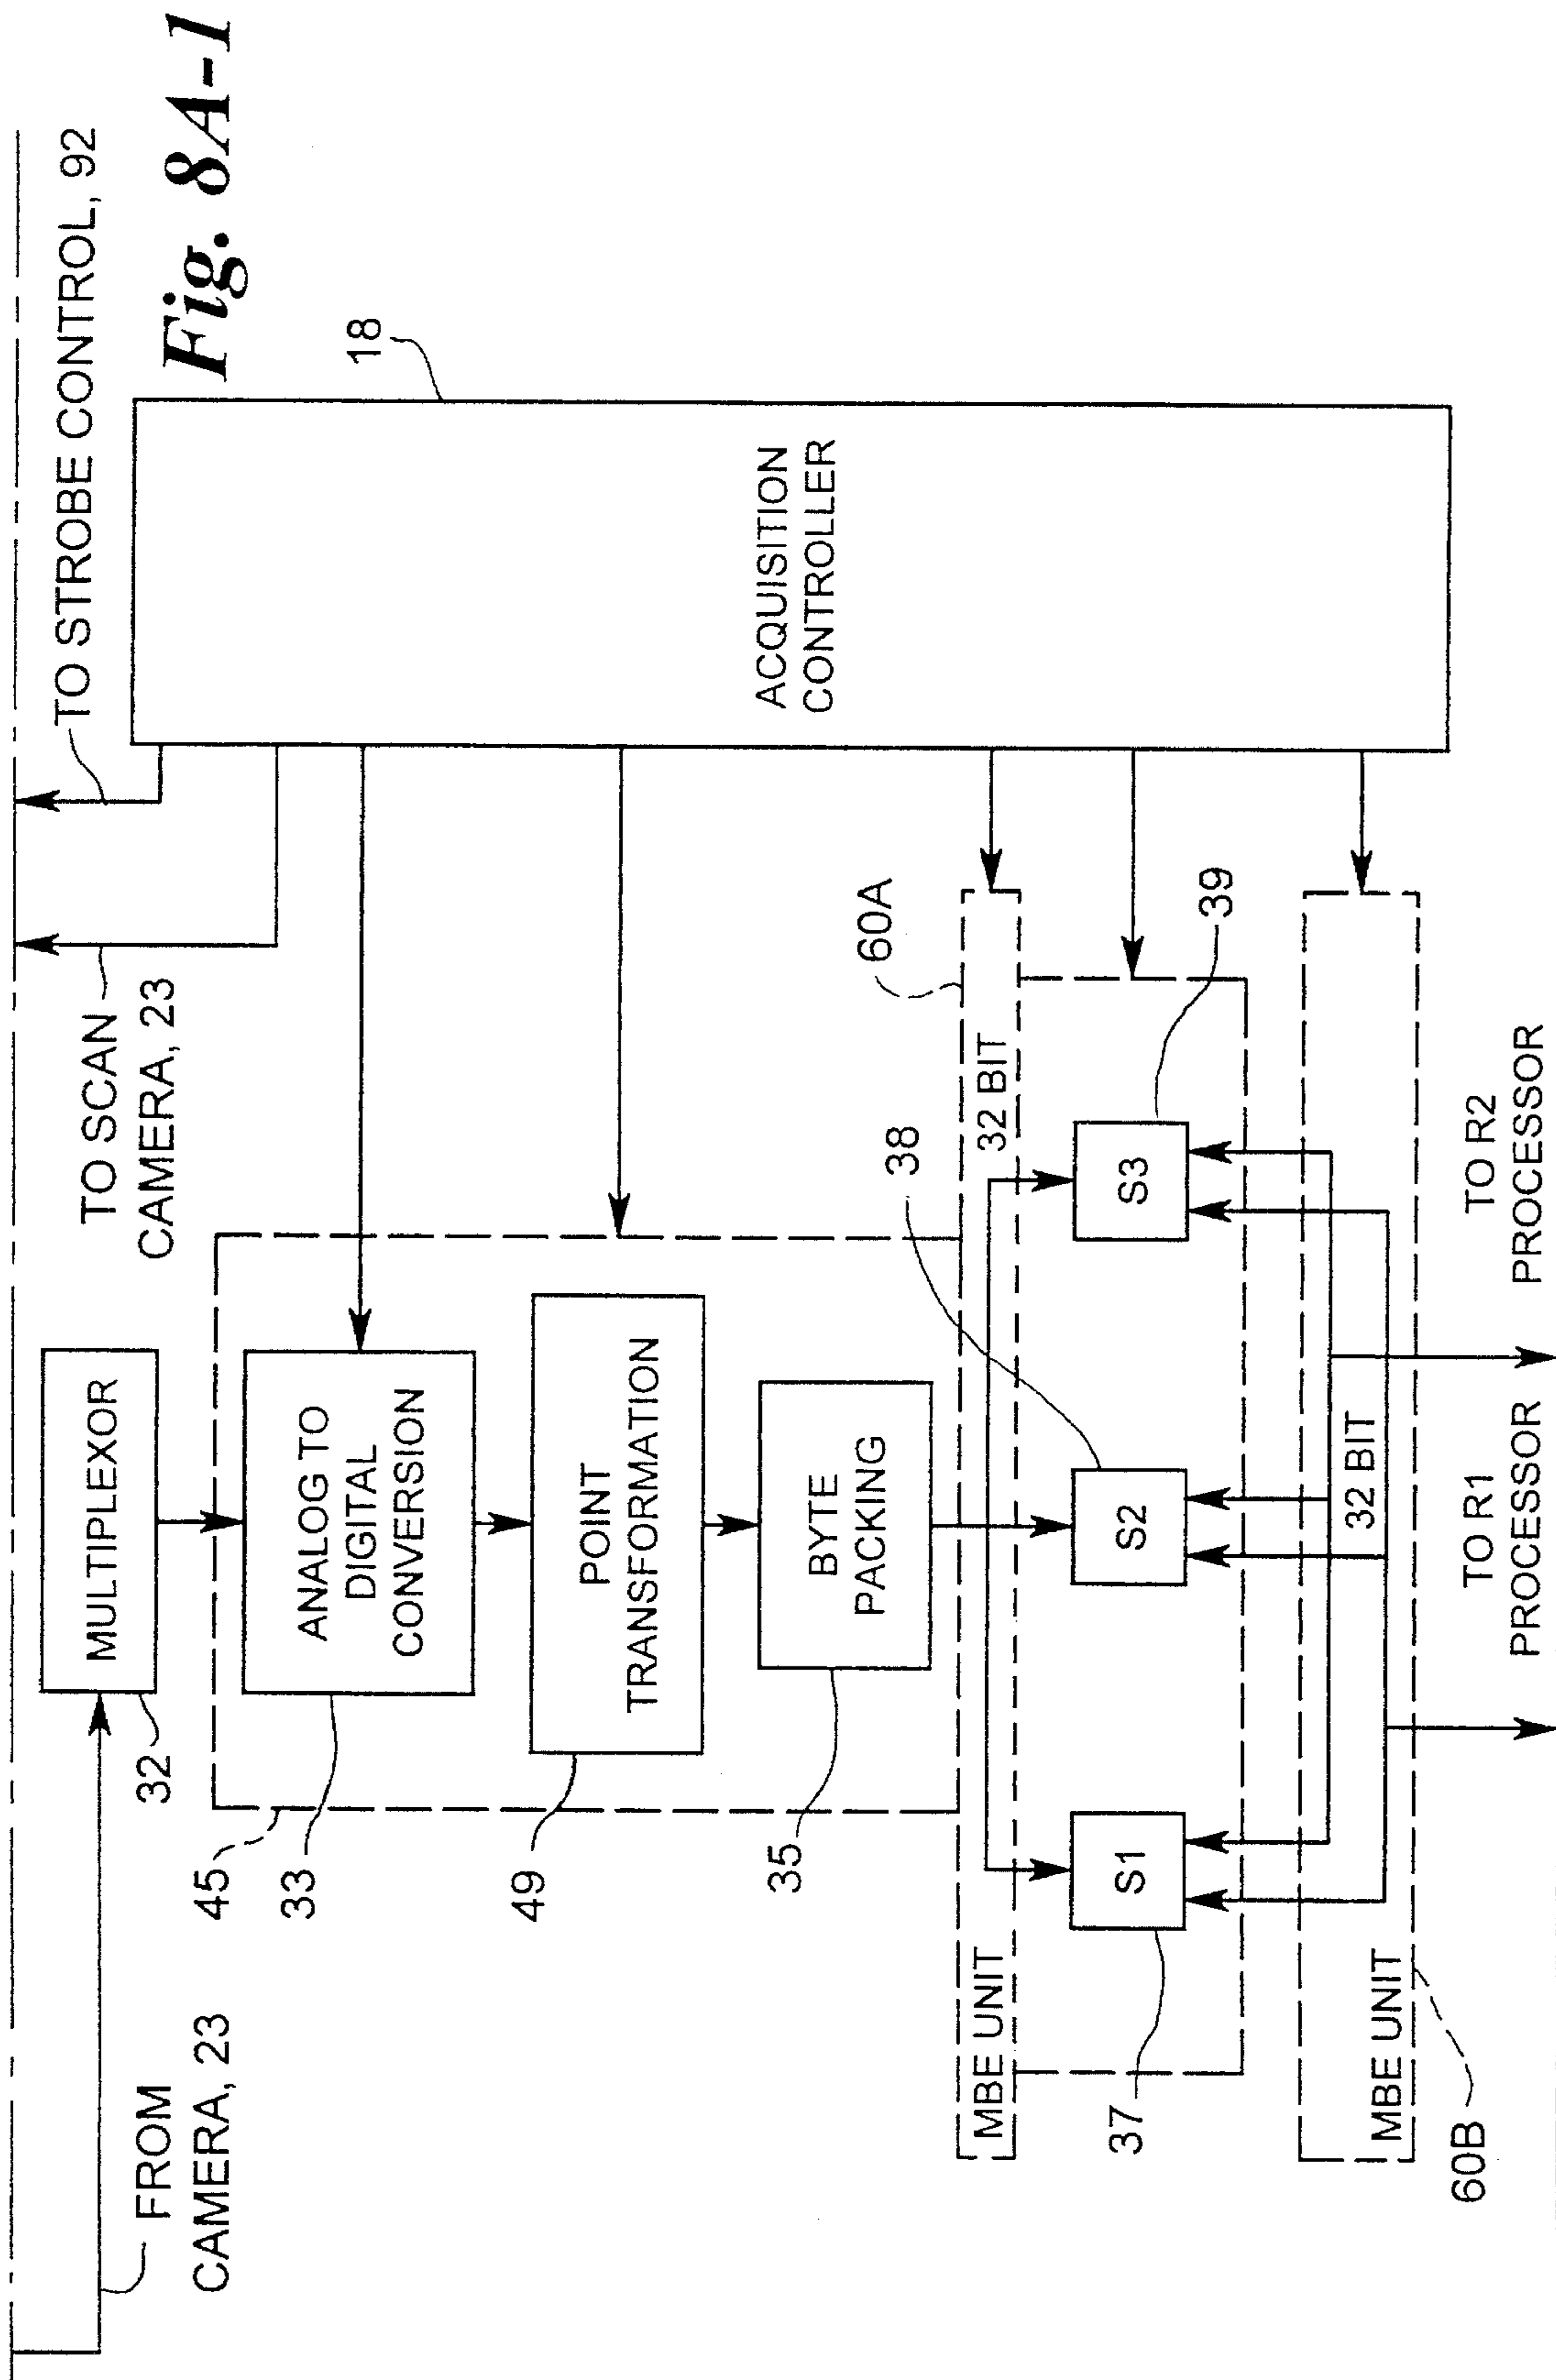 Fig. 8A-1
TO STROBE CONTROL, 92
TO SCAN
CAMERA, 23
FROM
CAMERA, 23
MULTIPLEXOR
32
18
ACQUISITION
CONTROLLER
45
ANALOG TO
DIGITAL
CONVERSION
33
POINT
TRANSFORMATION
49
BYTE
PACKING
35
60A
MBE UNIT
32 BIT
S1
37
S2
38
S3
39
32 BIT
MBE UNIT
60B
TO R1
PROCESSOR
TO R2
PROCESSOR